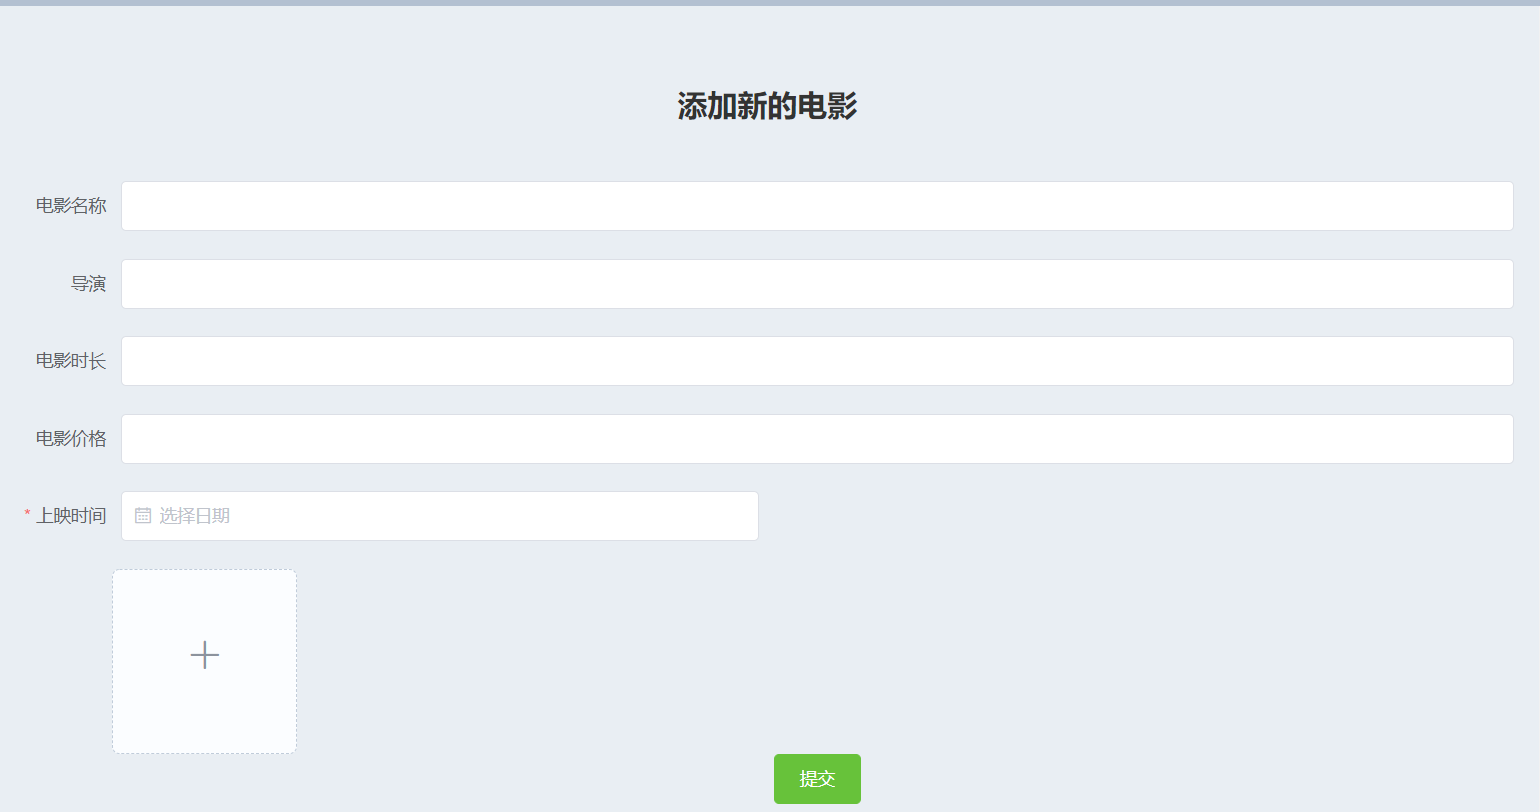 添加新的电影
电影名称
导演
电影时长
电影价格
* 上映时间 选择日期
提交